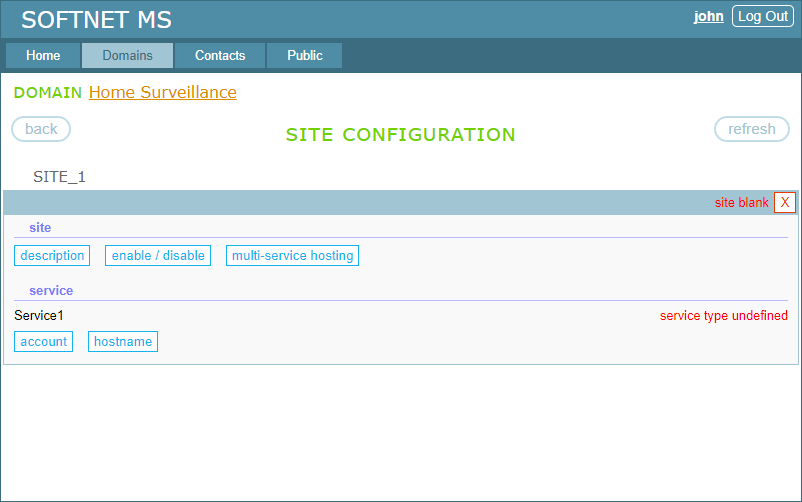 SOFTNET MS
john Log Out
Home Domains Contacts Public
DOMAIN Home Surveillance
back
SITE CONFIGURATION
refresh
SITE_1
site blank X
site
description enable / disable multi-service hosting
service
Service1 service type undefined
account hostname